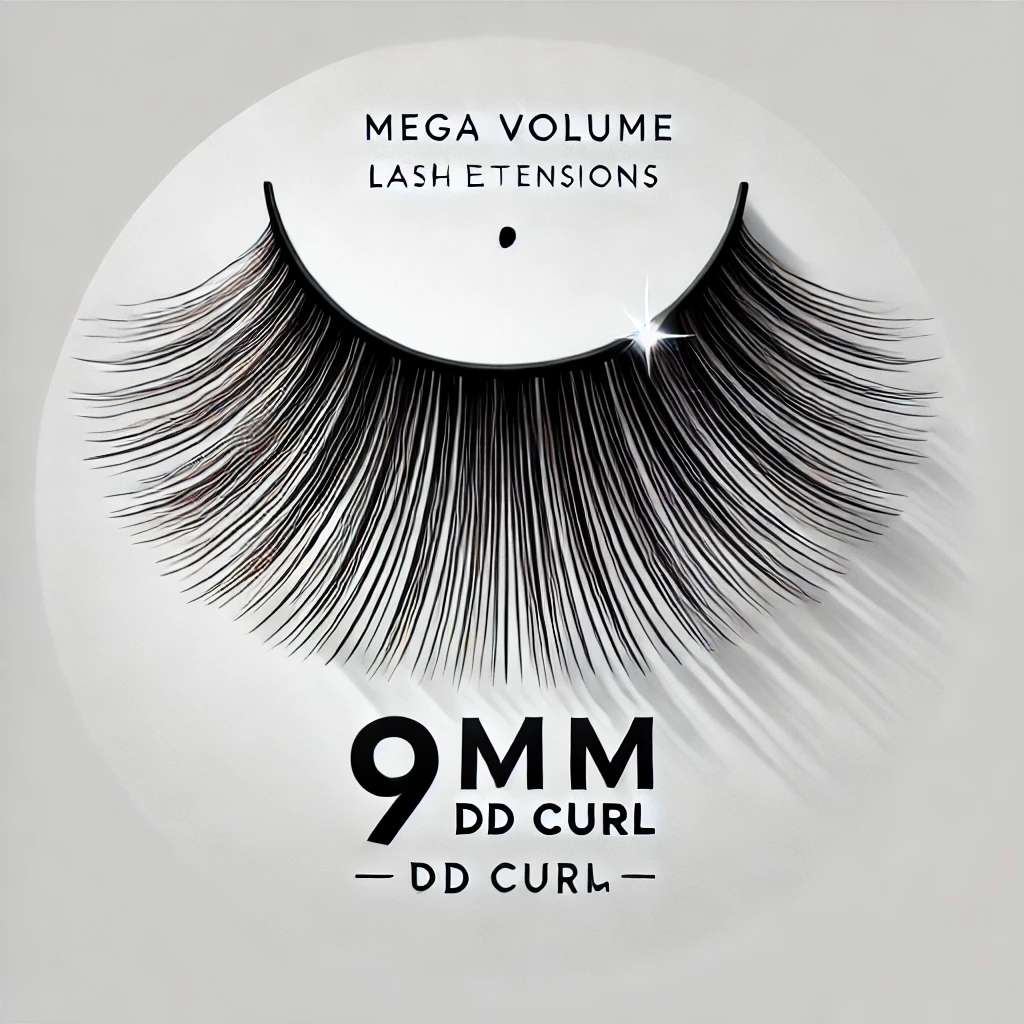 MEGA VOLUME
LASH ETENSIONS
9MM
DD CURL
– DD CURL –